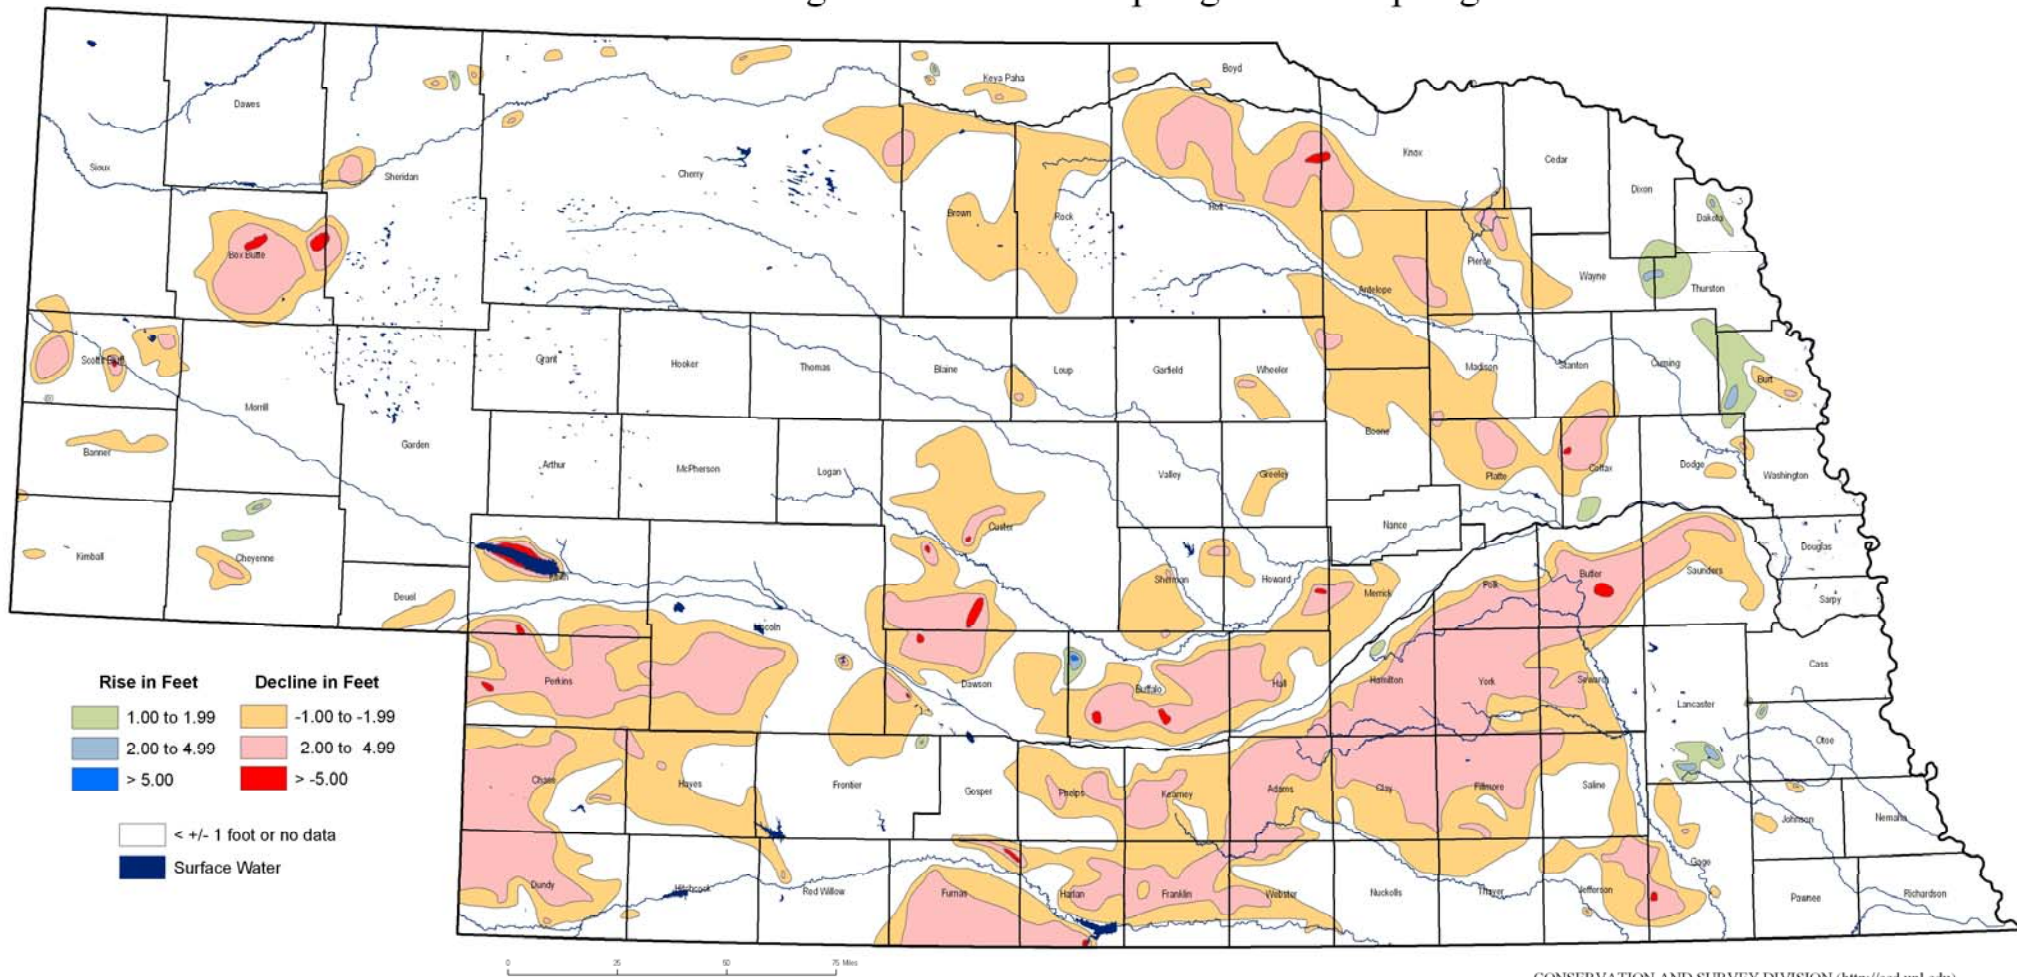 Boyd
Keya Paha
Dawes
Knox
Cedar
Sioux
Sheridan
Cherry
Dixon
Brown
Rock
Holt
Dakota
Box Butte
Pierce
Wayne
Antelope
Thurston
Scotts Bluff
Grant
Hooker
Thomas
Blaine
Loup
Garfield
Wheeler
Madison
Stanton
Cuming
Burt
Morrill
Garden
Boone
Banner
Arthur
McPherson
Logan
Valley
Greeley
Platte
Colfax
Dodge
Washington
Custer
Nance
Kimball
Cheyenne
Keith
Douglas
Deuel
Sherman
Howard
Merrick
Polk
Butler
Saunders
Sarpy
Lincoln
Cass
Perkins
Dawson
Buffalo
Hall
Hamilton
York
Seward
Lancaster
Otoe
Chase
Hayes
Frontier
Gosper
Phelps
Kearney
Adams
Clay
Fillmore
Saline
Johnson
Nemaha
Gage
Dundy
Hitchcock
Red Willow
Furnas
Harlan
Franklin
Webster
Nuckolls
Thayer
Jefferson
Pawnee
Richardson
Rise in Feet Decline in Feet
1.00 to 1.99 -1.00 to -1.99
2.00 to 4.99 2.00 to 4.99
> 5.00 > -5.00
< +/- 1 foot or no data
Surface Water
0 25 50 75 Miles